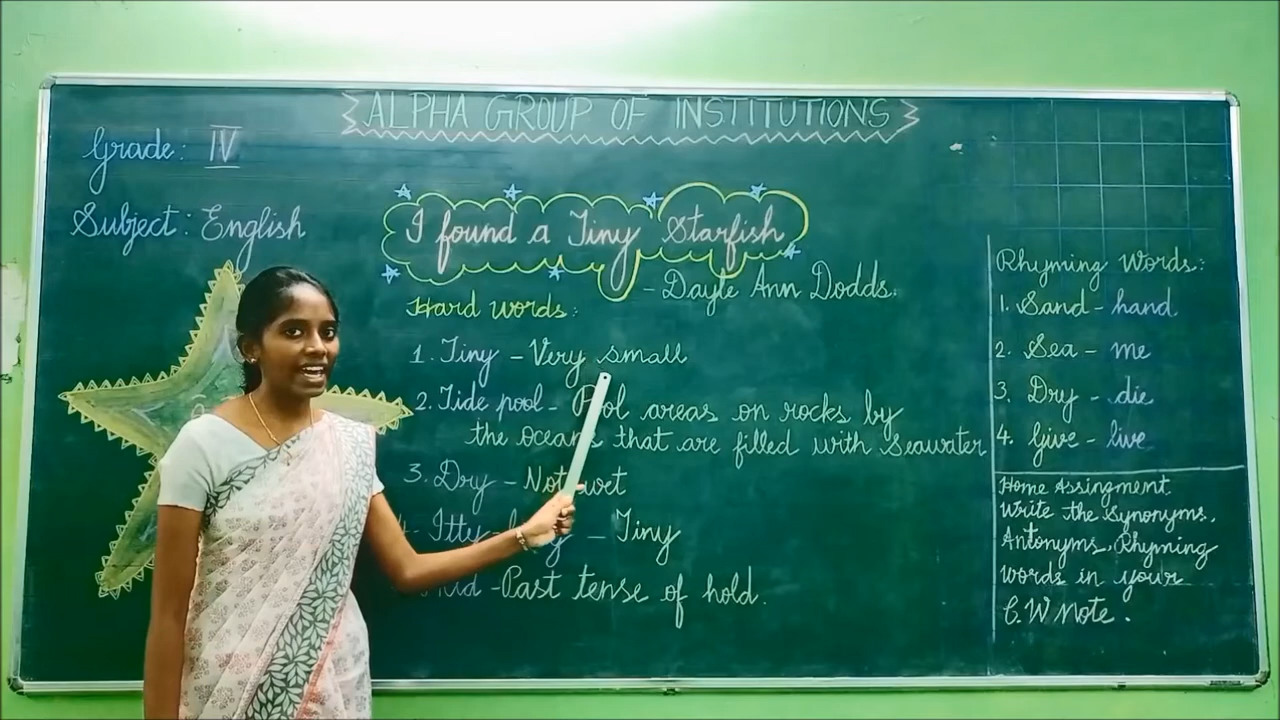 ALPHA GROUP OF INSTITUTIONS
Grade: IV
Subject: English
I found a Tiny Starfish
- Dayle Ann Dodds.
Hard words:
1. Tiny - Very small
2. Tide pool - Pool areas on rocks by
the oceans that are filled with Seawater
3. Dry - Not wet
Itty - Tiny
- Past tense of hold.
Rhyming Words:
1. Sand - hand
2. Sea - me
3. Dry - die
4. Give - live
Home Assingment.
Write the Synonyms,
Antonyms, Rhyming
words in your
C.W Note.